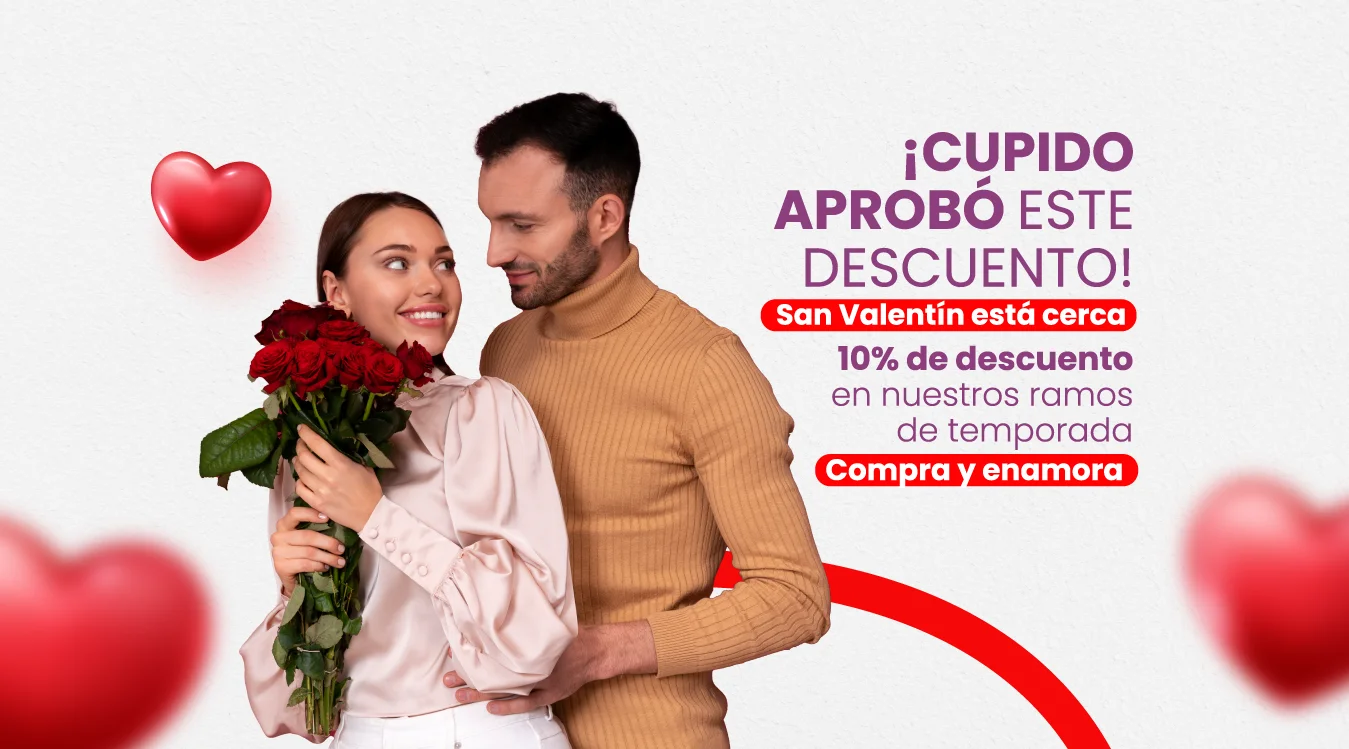 ¡CUPIDO
APROBÓ ESTE
DESCUENTO!
San Valentín está cerca
10% de descuento
en nuestros ramos
de temporada
Compra y enamora